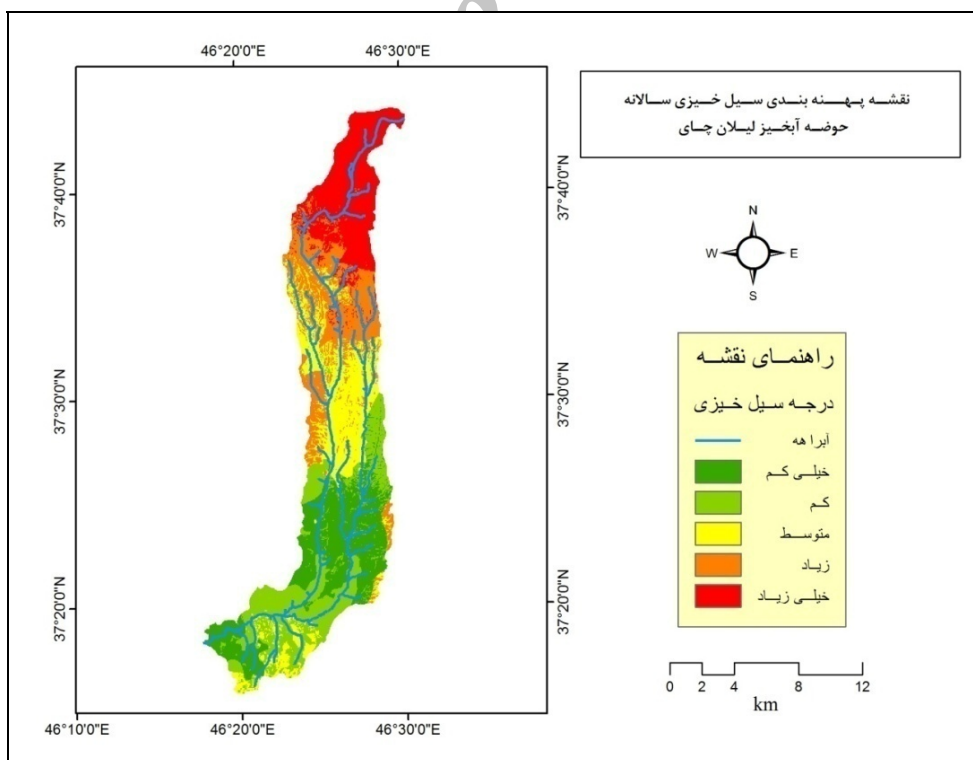 46°20'0"E
46°30'0"E
نقشه پهنه بندی سیل خیزی سالانه
حوضه آبخیز لیلان چای
37°40'0"N
37°40'0"N
N
W
E
S
راهنمای نقشه
درجه سیل خیزی
37°30'0"N
37°30'0"N
آبراهه
خیلی کم
کم
متوسط
زیاد
خیلی زیاد
37°20'0"N
37°20'0"N
0 2 4 8 12
km
46°10'0"E
46°20'0"E
46°30'0"E